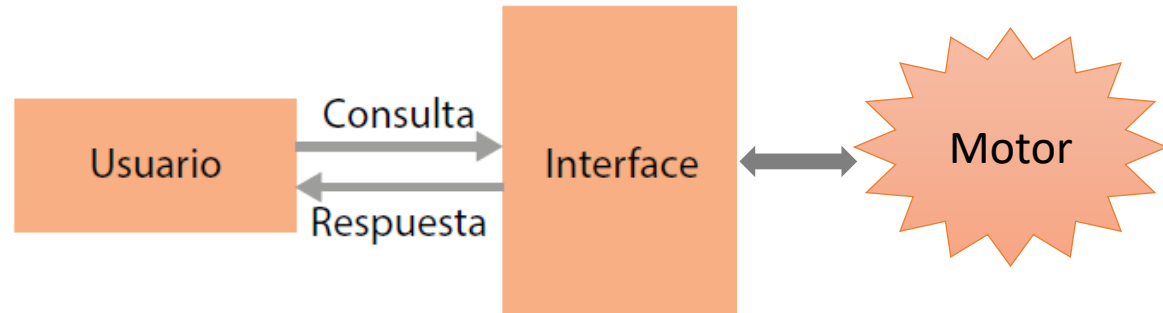 Usuario
Consulta
Respuesta
Interface
Motor